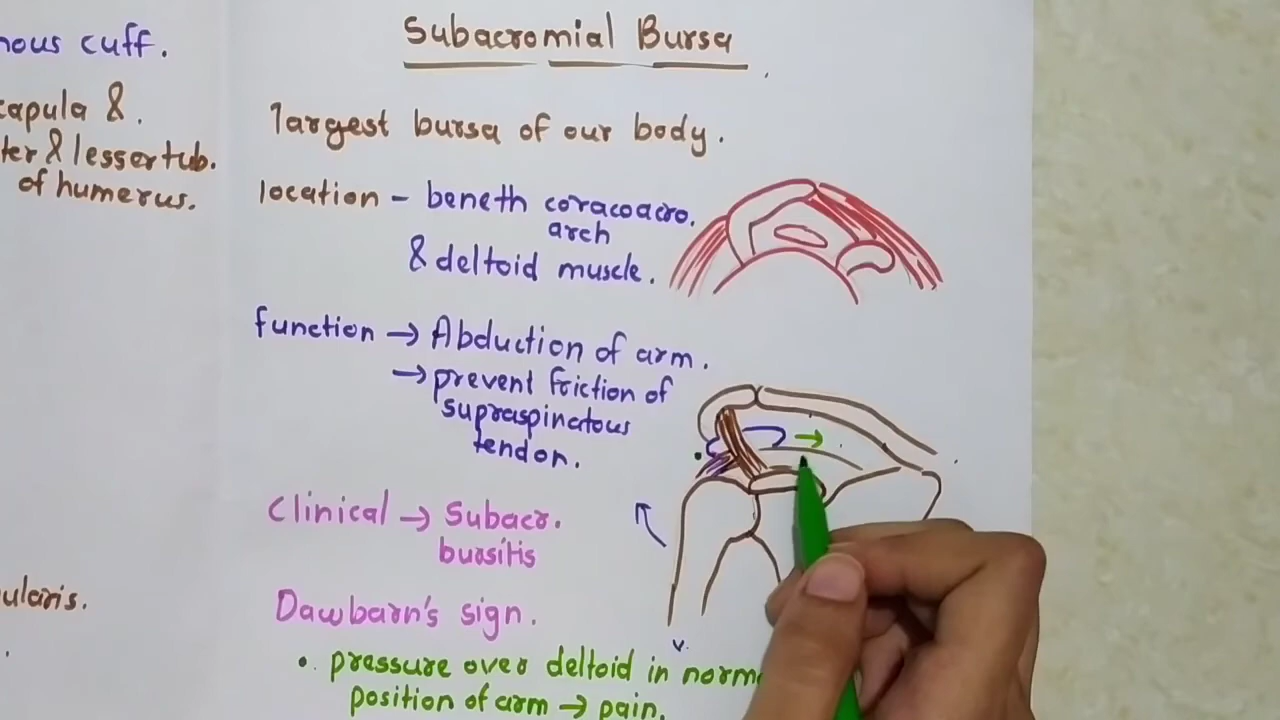 nous cuff.
capula &.
ter & lesser tub.
of humerus.
ularis.
Subacromial Bursa
largest bursa of our body.
location - beneth coracoacro.
arch
& deltoid muscle.
function → Abduction of arm.
→ prevent friction of
supraspinatous
tendon.
Clinical → Subacr.
bursitis
Dawbarn's sign.
• pressure over deltoid in norm
position of arm → pain.